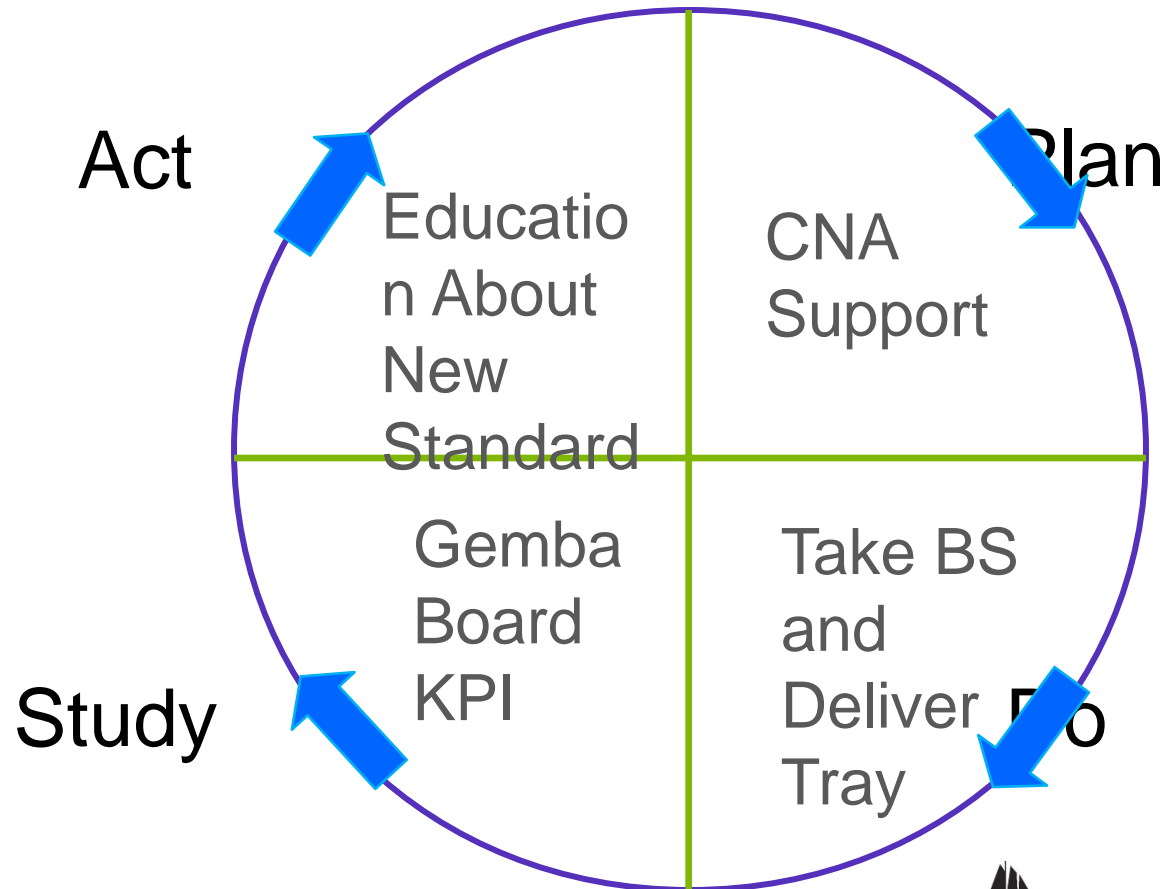 Act
Plan
Educatio
n About
New
Standard
CNA
Support
Gemba
Board
KPI
Take BS
and
Deliver
Tray
Study
Do